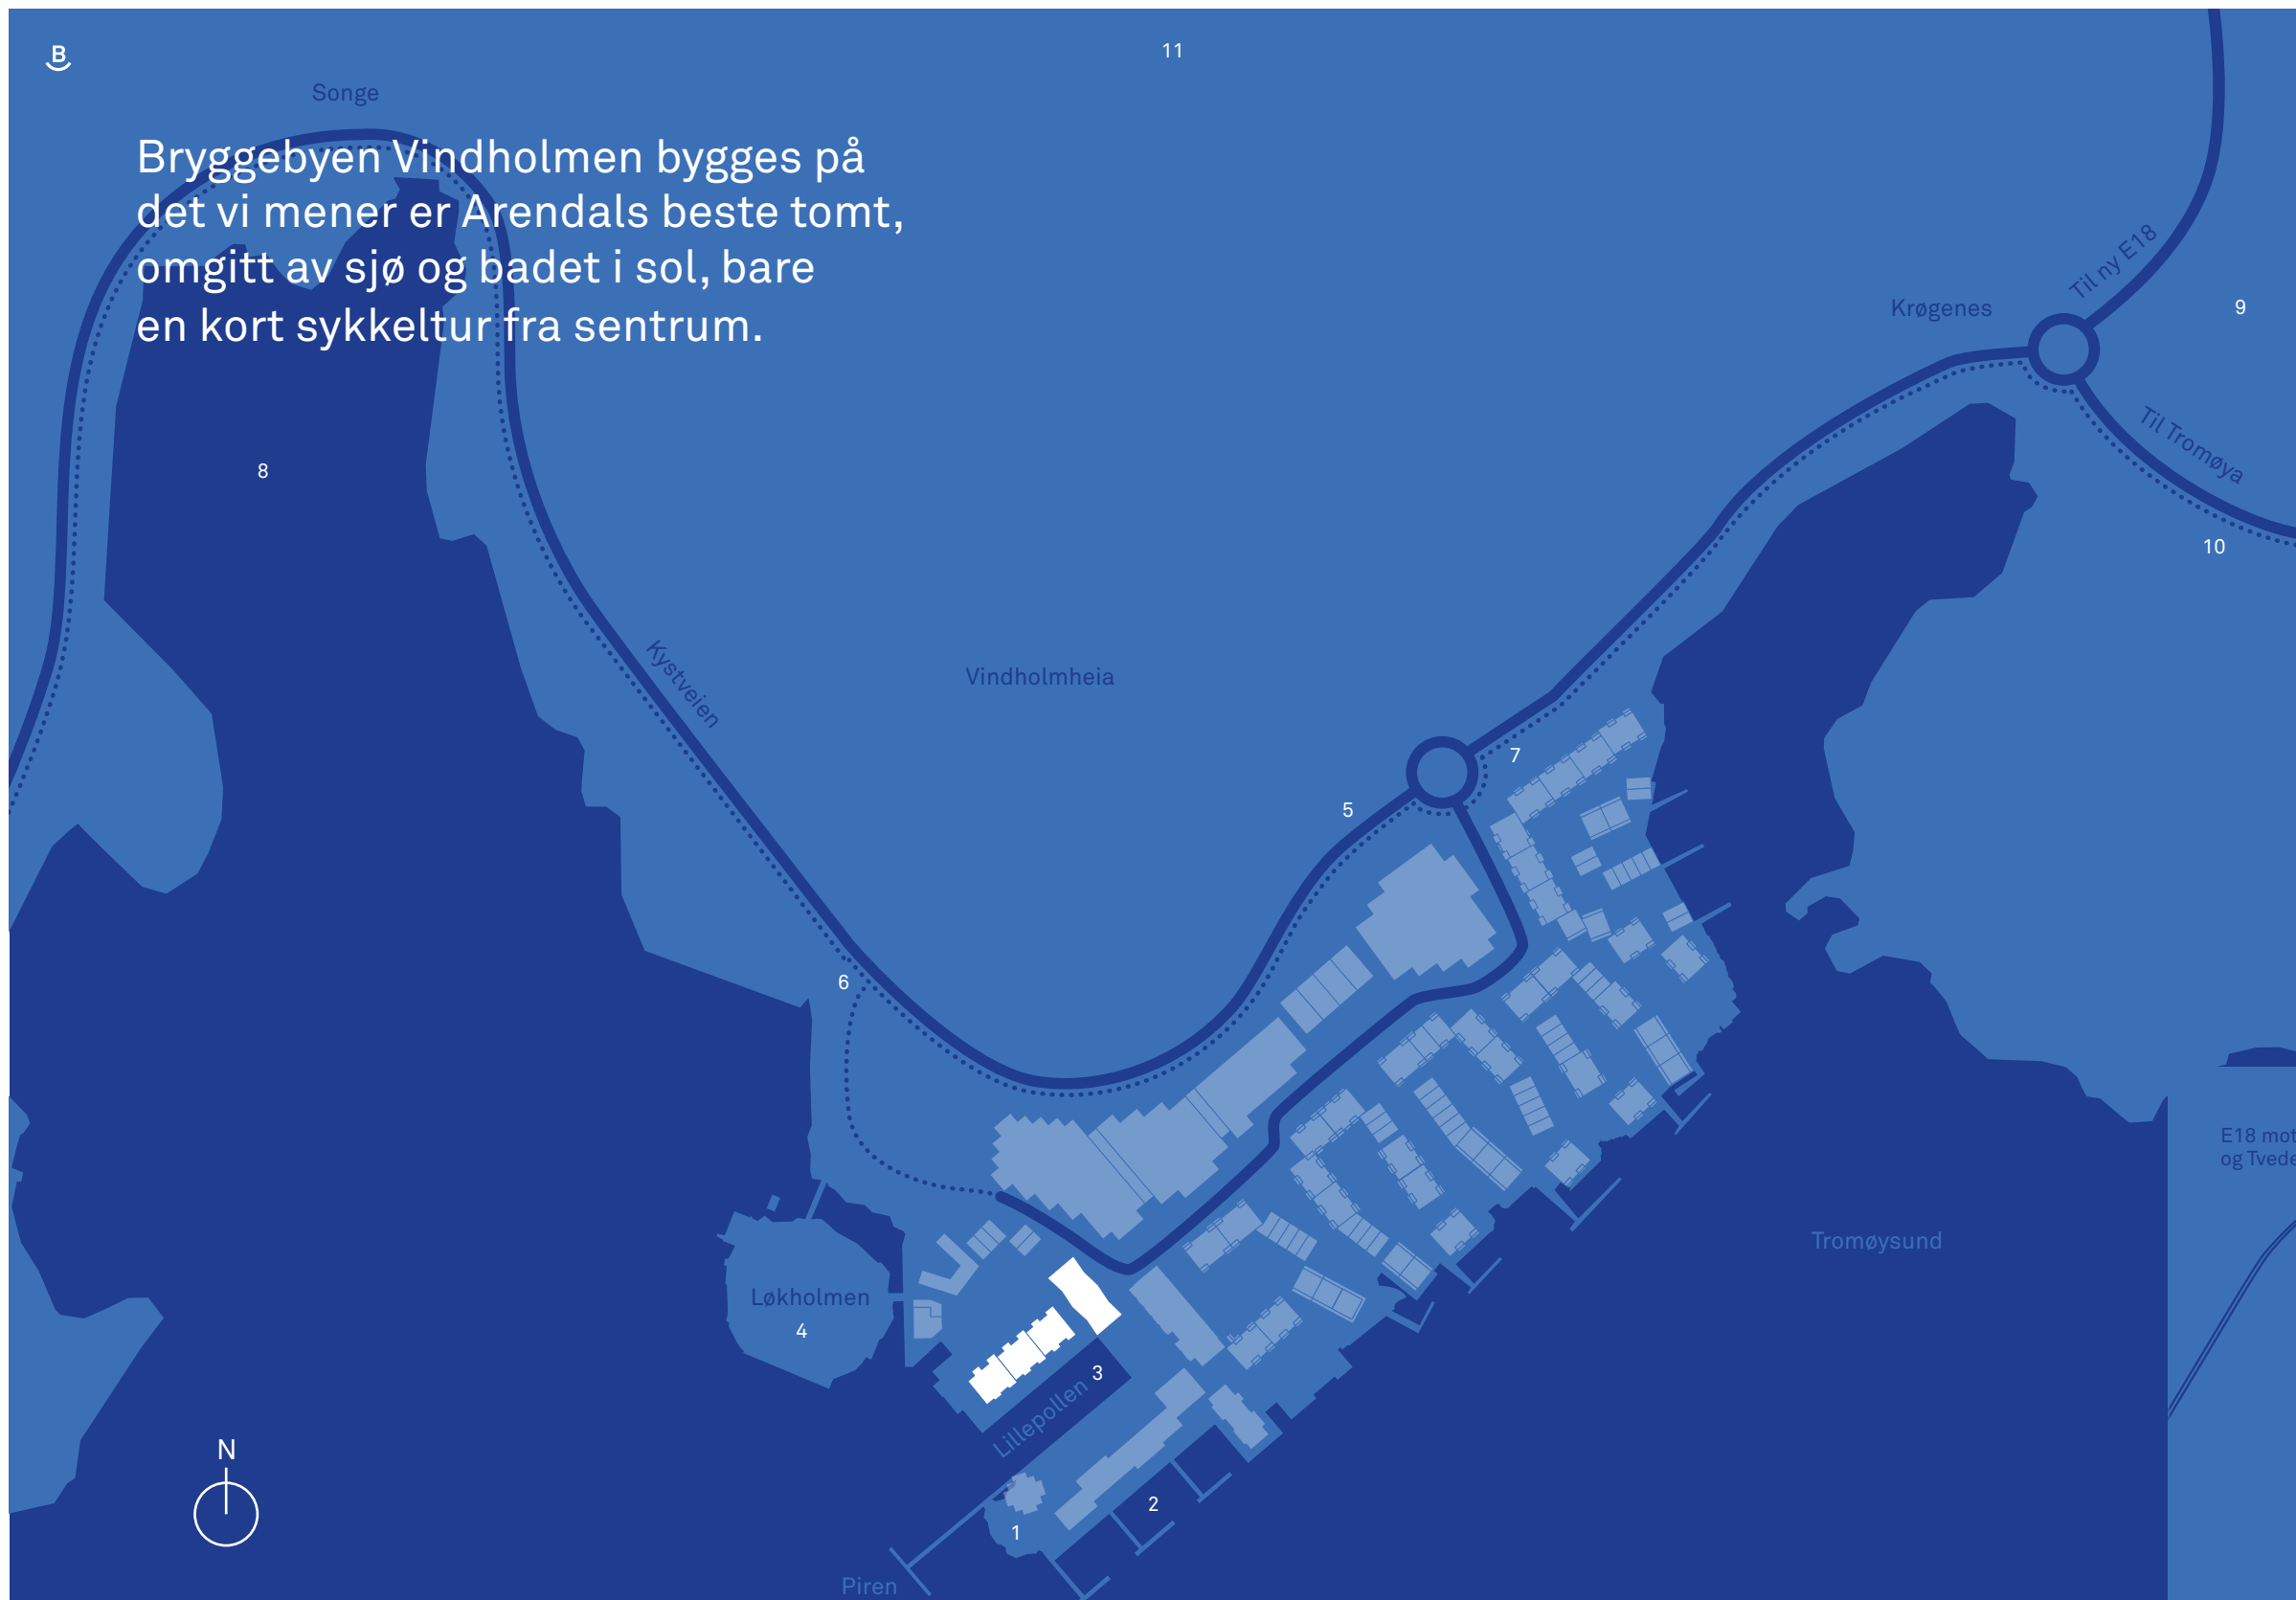 B
11
Songe
Bryggebyen Vindholmen bygges på
det vi mener er Arendals beste tomt,
omgitt av sjø og badet i sol, bare
en kort sykkeltur fra sentrum.
Til ny E18
Krøgenes
9
Til Tromøya
8
10
Kystveien
Vindholmheia
7
5
6
E18 mot
og Tvede
Tromøysund
Løkholmen
4
3
Lillepollen
N
2
1
Piren